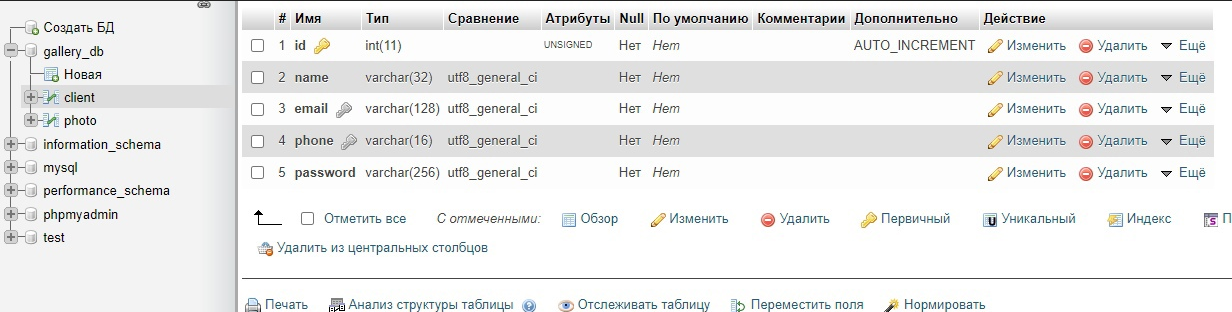 Создать БД
gallery_db
Новая
client
photo
information_schema
mysql
performance_schema
phpmyadmin
test
# Имя Тип Сравнение Атрибуты Null По умолчанию Комментарии Дополнительно Действие
1 id int(11) UNSIGNED Нет Нет AUTO_INCREMENT Изменить Удалить Ещё
2 name varchar(32) utf8_general_ci Нет Нет Изменить Удалить Ещё
3 email varchar(128) utf8_general_ci Нет Нет Изменить Удалить Ещё
4 phone varchar(16) utf8_general_ci Нет Нет Изменить Удалить Ещё
5 password varchar(256) utf8_general_ci Нет Нет Изменить Удалить Ещё
Отметить все С отмеченными: Обзор Изменить Удалить Первичный Уникальный Индекс П
Удалить из центральных столбцов
Печать Анализ структуры таблицы Отслеживать таблицу Переместить поля Нормировать